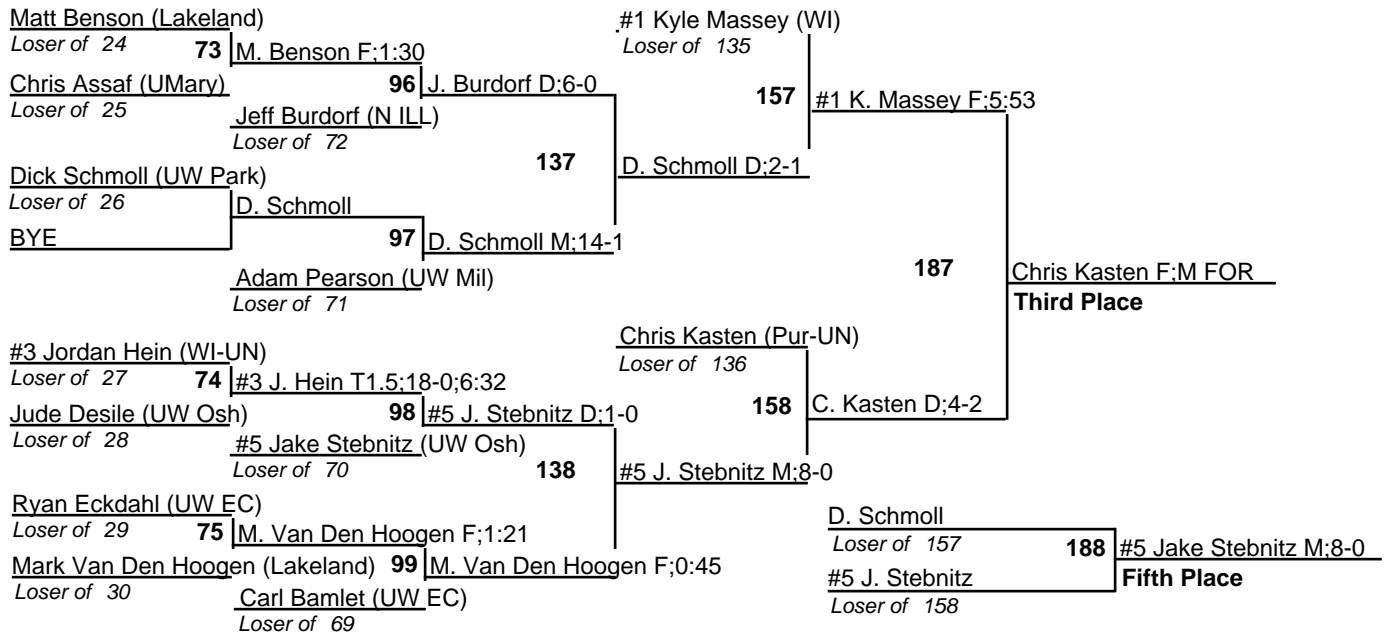 Matt Benson (Lakeland)
Loser of 24
73 M. Benson F;1:30
Chris Assaf (UMary)
Loser of 25
96 J. Burdorf D;6-0
Jeff Burdorf (N ILL)
Loser of 72
Dick Schmoll (UW Park)
Loser of 26
D. Schmoll
BYE
97 D. Schmoll M;14-1
Adam Pearson (UW Mil)
Loser of 71
137 D. Schmoll D;2-1
#1 Kyle Massey (WI)
Loser of 135
157 #1 K. Massey F;5:53
#3 Jordan Hein (WI-UN)
Loser of 27
74 #3 J. Hein T1.5;18-0;6:32
Jude Desile (UW Osh)
Loser of 28
98 #5 J. Stebnitz D;1-0
#5 Jake Stebnitz (UW Osh)
Loser of 70
Ryan Eckdahl (UW EC)
Loser of 29
75 M. Van Den Hoogen F;1:21
Mark Van Den Hoogen (Lakeland)
Loser of 30
99 M. Van Den Hoogen F;0:45
Carl Bamlet (UW EC)
Loser of 69
138 #5 J. Stebnitz M;8-0
Chris Kasten (Pur-UN)
Loser of 136
158 C. Kasten D;4-2
187 Chris Kasten F;M FOR
Third Place
D. Schmoll
Loser of 157
188 #5 Jake Stebnitz M;8-0
Fifth Place
#5 J. Stebnitz
Loser of 158